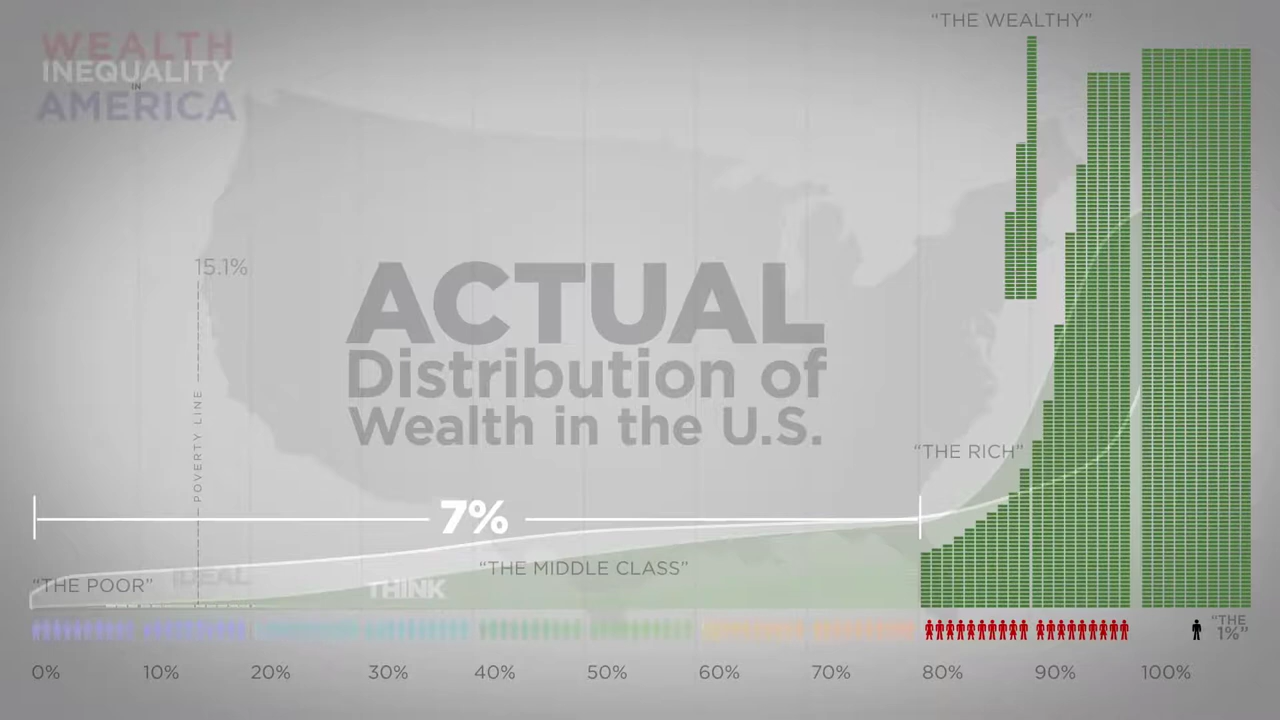 "THE WEALTHY"
WEALTH
INEQUALITY
IN
AMERICA
15.1%
ACTUAL
Distribution of
Wealth in the U.S.
POVERTY LINE
"THE RICH"
7%
"THE MIDDLE CLASS"
IDEAL
"THE POOR"
THINK
"THE
1%"
0% 10% 20% 30% 40% 50% 60% 70% 80% 90% 100%